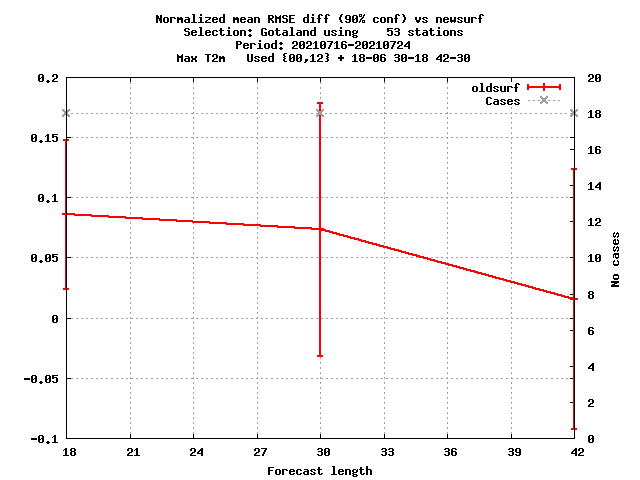 Normalized mean RMSE diff (90% conf) vs newsurf
Selection: Gotaland using    53 stations
Period: 20210716-20210724
Max T2m   Used {00,12} + 18-06 30-18 42-30
oldsurf
Cases
0.2
0.15
0.1
0.05
0
-0.05
-0.1
20
18
16
14
12
10
8
6
4
2
0
No cases
18 21 24 27 30 33 36 39 42
Forecast length